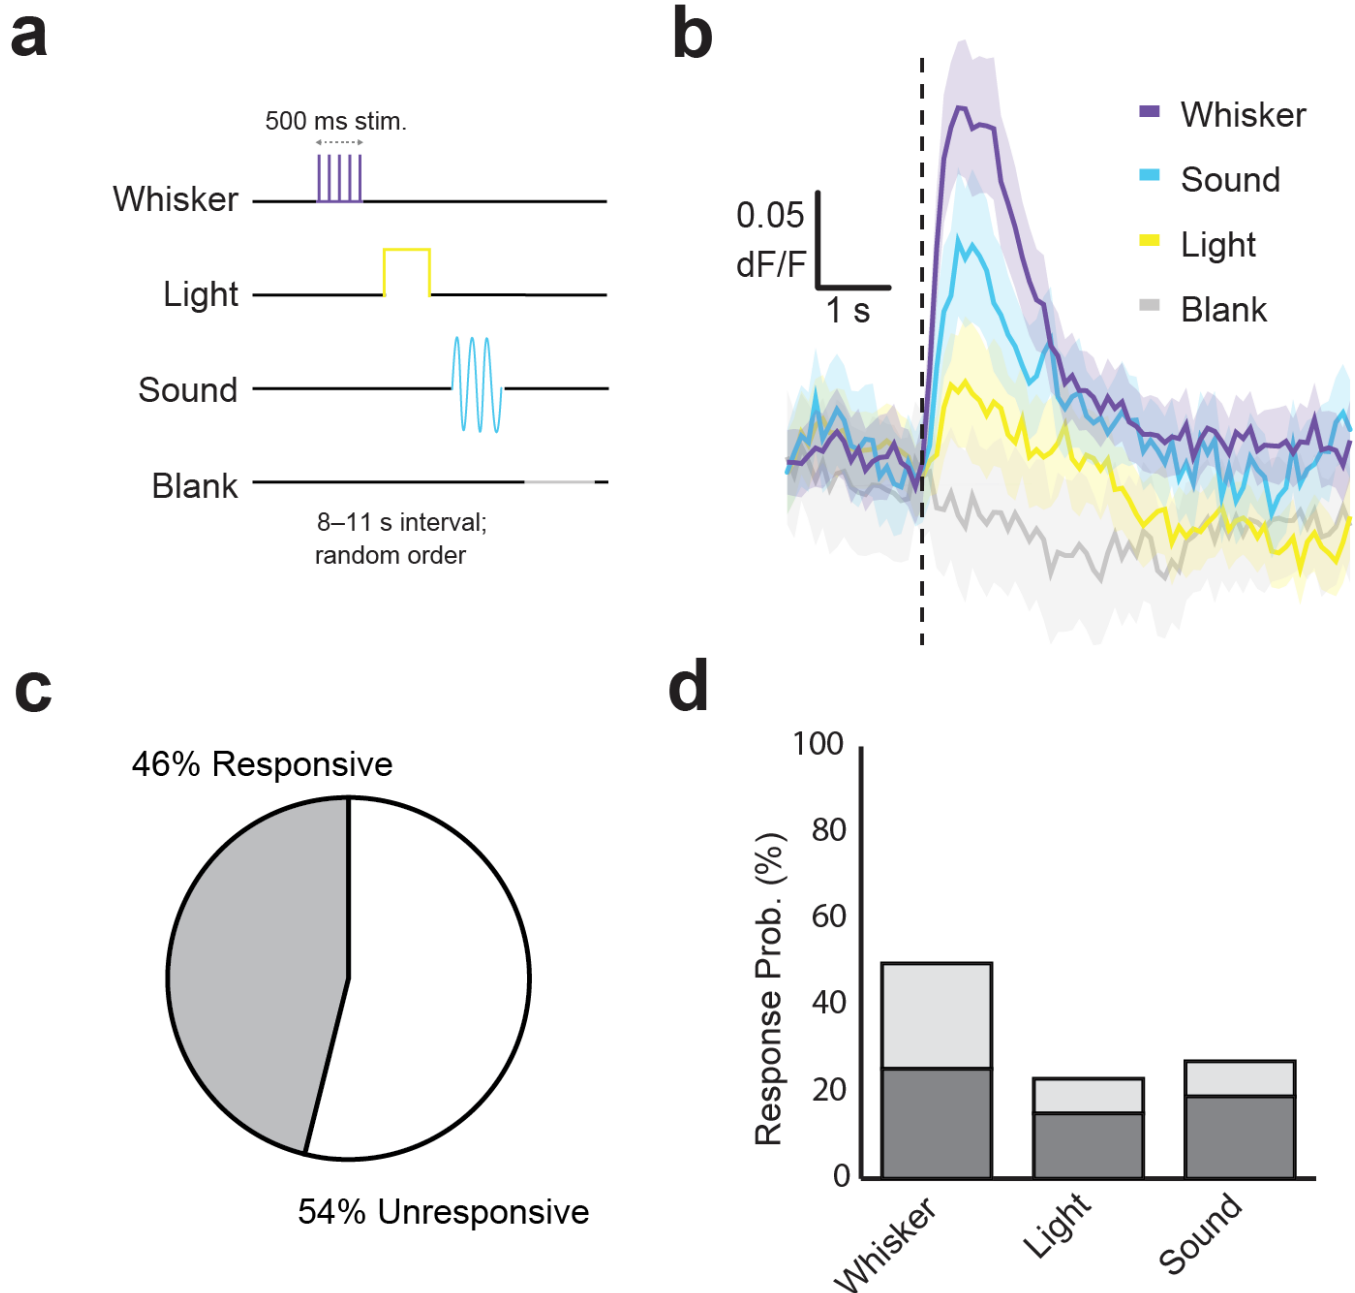 a
500 ms stim.
Whisker
Light
Sound
Blank
8–11 s interval;
random order
b
0.05
dF/F
1 s
Whisker
Sound
Light
Blank
c
46% Responsive
54% Unresponsive
d
Response Prob. (%)
100
80
60
40
20
0
Whisker
Light
Sound